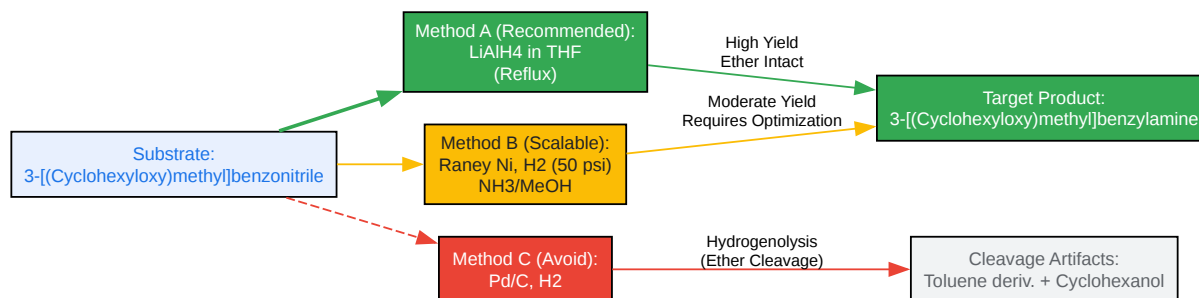 Substrate:
3-[(Cyclohexyloxy)methyl]benzonitrile
Method A (Recommended):
LiAlH4 in THF
(Reflux)
High Yield
Ether Intact
Method B (Scalable):
Raney Ni, H2 (50 psi)
NH3/MeOH
Moderate Yield
Requires Optimization
Target Product:
3-[(Cyclohexyloxy)methyl]benzylamine
Method C (Avoid):
Pd/C, H2
Hydrogenolysis
(Ether Cleavage)
Cleavage Artifacts:
Toluene deriv. + Cyclohexanol